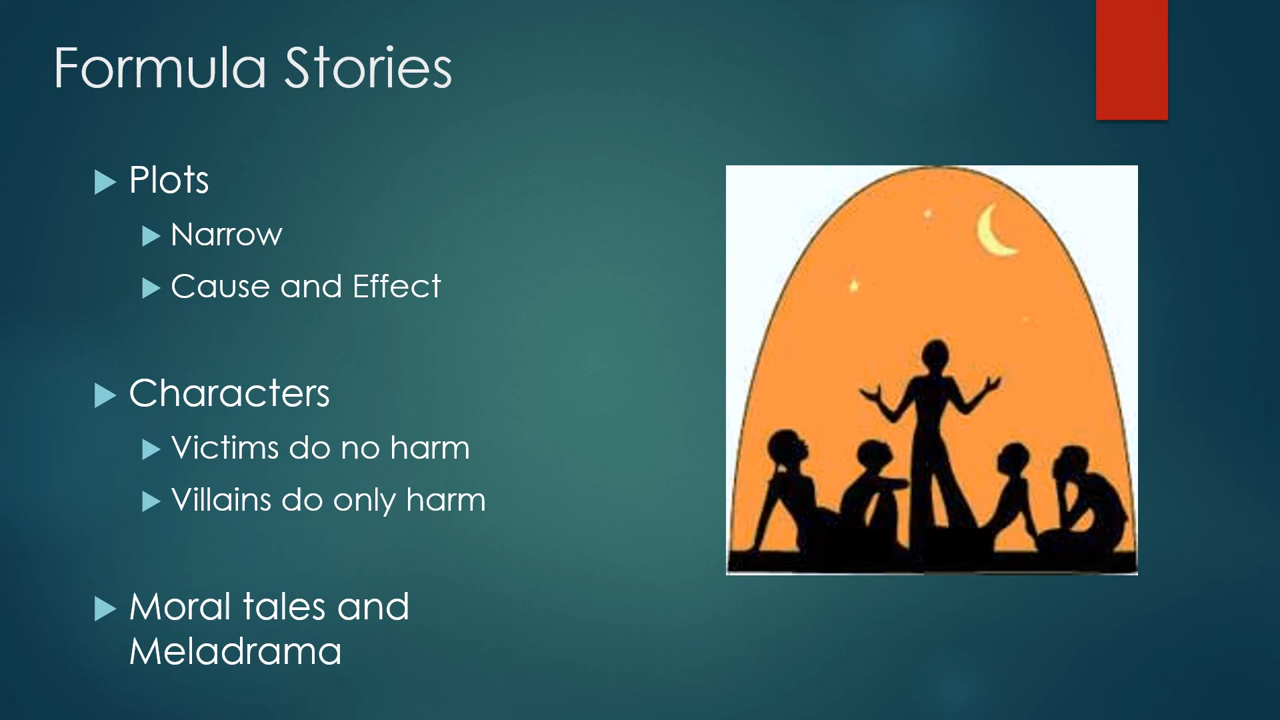 Formula Stories
Plots
Narrow
Cause and Effect
Characters
Victims do no harm
Villains do only harm
Moral tales and
Meladrama